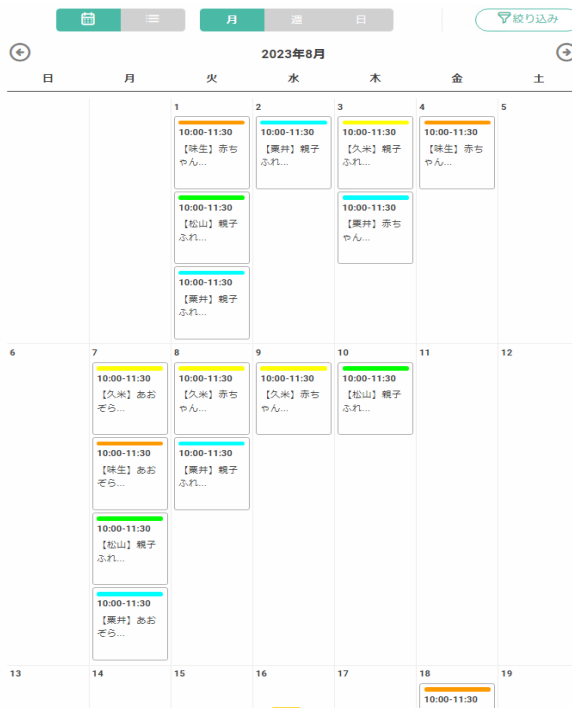 月 週 日 絞り込み
2023年8月
日 月 火 水 木 金 土
1 2 3 4 5
10:00-11:30 10:00-11:30 10:00-11:30 10:00-11:30
【味生】赤ち 【粟井】親子 【久米】親子 【味生】赤ち
ゃん... ふれ... ふれ... ゃん...
10:00-11:30 10:00-11:30
【松山】親子 【粟井】赤ち
ふれ... ゃん...
10:00-11:30
【粟井】親子
ふれ...
6 7 8 9 10 11 12
10:00-11:30 10:00-11:30 10:00-11:30 10:00-11:30
【久米】あお 【久米】赤ち 【久米】赤ち 【松山】親子
ぞら... ゃん... ゃん... ふれ...
10:00-11:30 10:00-11:30
【味生】あお 【粟井】親子
ぞら... ふれ...
10:00-11:30
【松山】親子
ふれ...
10:00-11:30
【粟井】あお
ぞら...
13 14 15 16 17 18 19
10:00-11:30